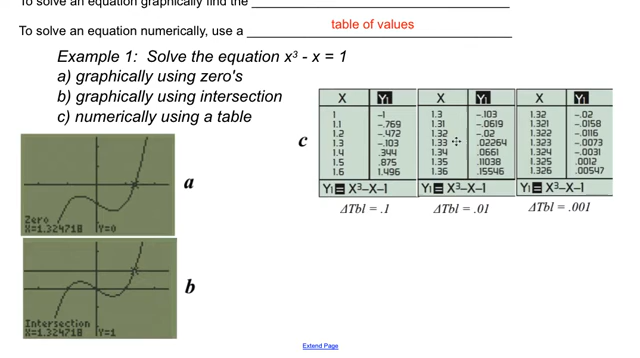 To solve an equation graphically find the
To solve an equation numerically, use a table of values
Example 1: Solve the equation x³ - x = 1
a) graphically using zero's
b) graphically using intersection
c) numerically using a table
c
X Y1
1 -1
1.1 -.769
1.2 -.472
1.3 -.103
1.4 .344
1.5 .875
1.6 1.496
Y1=X³-X-1
ΔTbl = .1
X Y1
1.3 -.103
1.31 -.0619
1.32 -.02
1.33 .02264
1.34 .0661
1.35 .11038
1.36 .15546
Y1=X³-X-1
ΔTbl = .01
X Y1
1.32 -.02
1.321 -.0158
1.322 -.0116
1.323 -.0073
1.324 -.0031
1.325 .0012
1.326 .00547
Y1=X³-X-1
ΔTbl = .001
Zero
X=1.324718 Y=0
a
Intersection
X=1.324718 Y=1
b
Extend Page